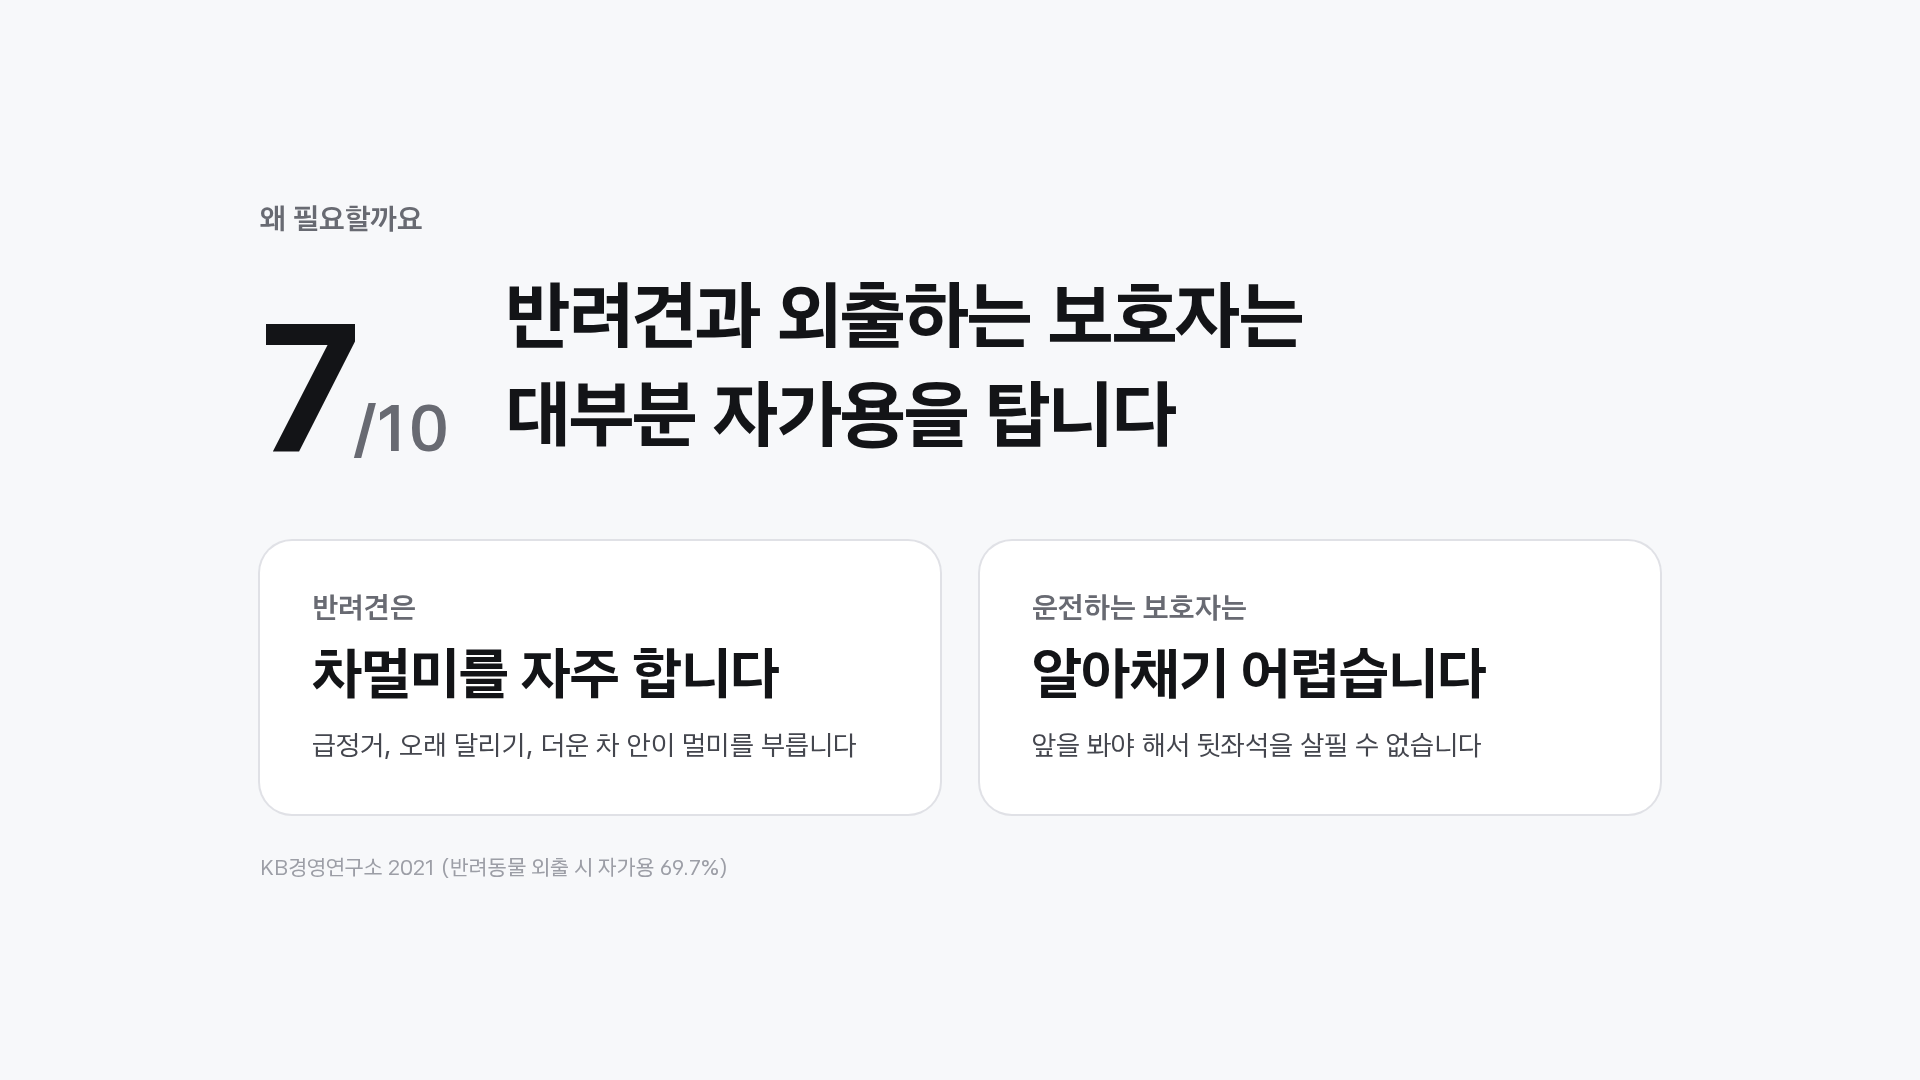 왜 필요할까요
7/10
반려견과 외출하는 보호자는
대부분 자가용을 탑니다
반려견은
차멀미를 자주 합니다
급정거, 오래 달리기, 더운 차 안이 멀미를 부릅니다
운전하는 보호자는
알아채기 어렵습니다
앞을 봐야 해서 뒷좌석을 살필 수 없습니다
KB경영연구소 2021 (반려동물 외출 시 자가용 69.7%)